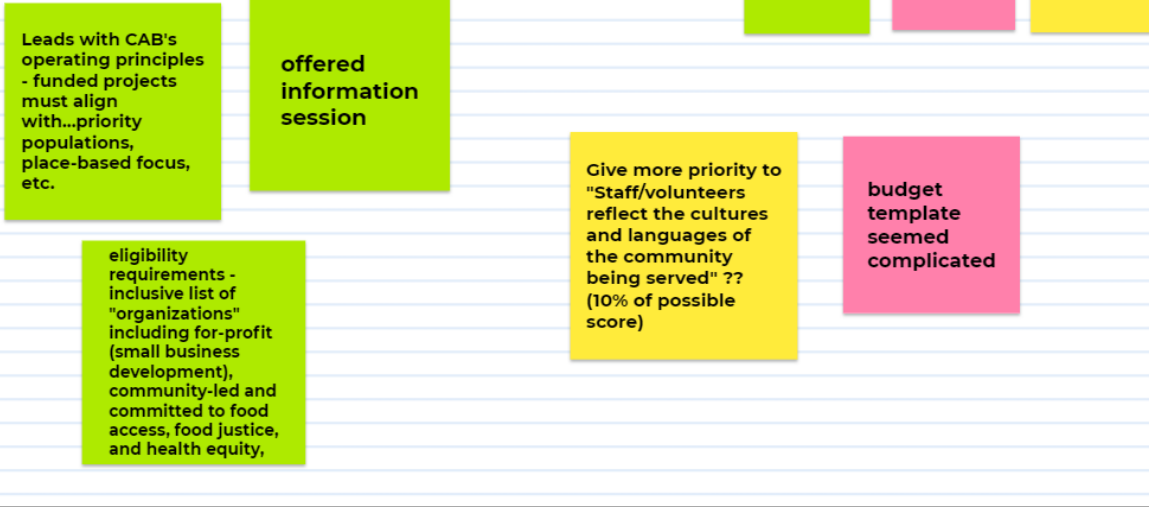 Leads with CAB's
operating principles
- funded projects
must align
with...priority
populations,
place-based focus,
etc.
offered
information
session
eligibility
requirements -
inclusive list of
"organizations"
including for-profit
(small business
development),
community-led and
committed to food
access, food justice,
and health equity,
Give more priority to
"Staff/volunteers
reflect the cultures
and languages of
the community
being served" ??
(10% of possible
score)
budget
template
seemed
complicated